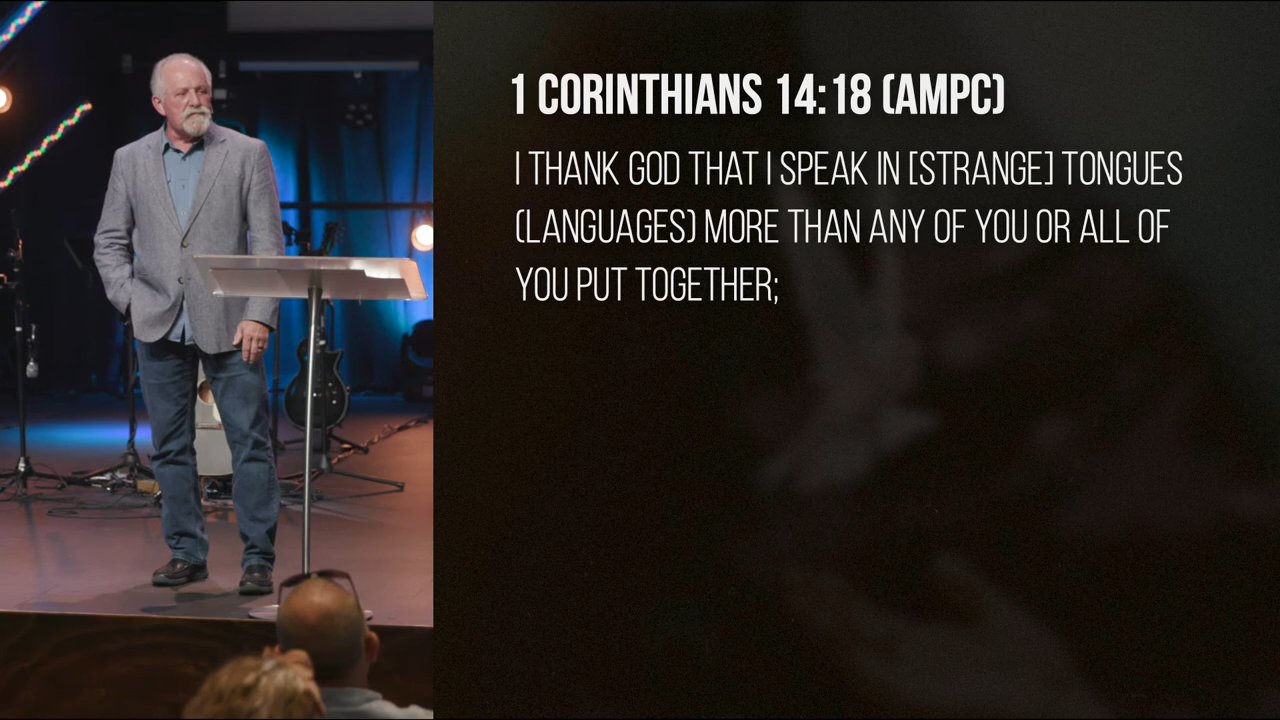 1 CORINTHIANS 14:18 (AMPC)
I THANK GOD THAT I SPEAK IN [STRANGE] TONGUES
(LANGUAGES) MORE THAN ANY OF YOU OR ALL OF
YOU PUT TOGETHER;